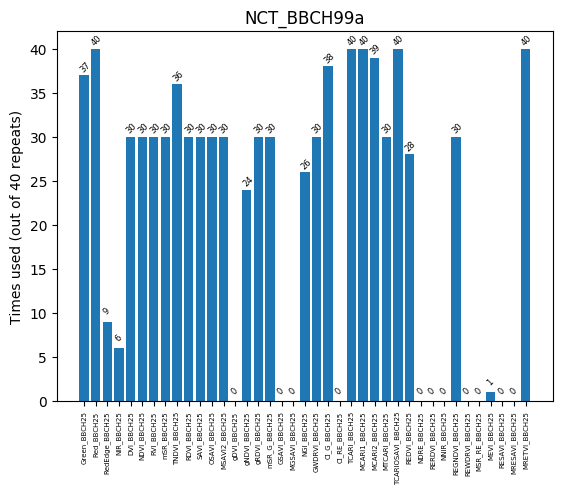 NCT_BBCH99a
Times used (out of 40 repeats)
40
35
30
25
20
15
10
5
0
37
40
9
6
30
30
30
30
36
30
30
30
30
0
24
30
30
0
0
26
30
38
0
40
40
39
30
40
28
0
0
0
30
0
0
1
0
0
40
Green_BBCH25
Red_BBCH25
RedEdge_BBCH25
NIR_BBCH25
DVI_BBCH25
NDVI_BBCH25
RVI_BBCH25
mSR_BBCH25
TNDVI_BBCH25
RDVI_BBCH25
SAVI_BBCH25
OSAVI_BBCH25
MSAVI2_BBCH25
gDVI_BBCH25
gNDVI_BBCH25
gRDVI_BBCH25
mSR_G_BBCH25
GSAVI_BBCH25
MGSAVI_BBCH25
NGI_BBCH25
GWDRVI_BBCH25
CI_G_BBCH25
CI_RE_BBCH25
TCARI_BBCH25
MCARI1_BBCH25
MCARI2_BBCH25
MTCARI_BBCH25
TCARIOSAVI_BBCH25
REDVI_BBCH25
NDRE_BBCH25
RERDVI_BBCH25
NNIR_BBCH25
REGNDVI_BBCH25
REWDRVI_BBCH25
MSR_RE_BBCH25
MEVI_BBCH25
RESAVI_BBCH25
MRESAVI_BBCH25
MRETVI_BBCH25